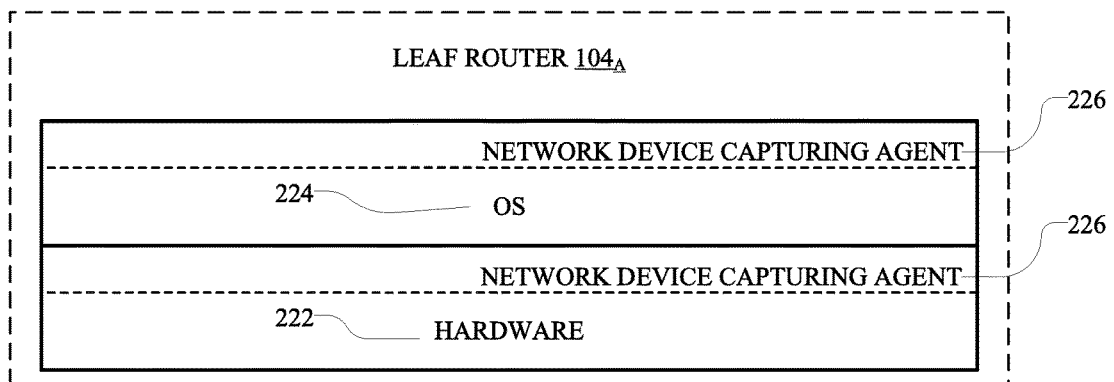 LEAF ROUTER 104A
226
NETWORK DEVICE CAPTURING AGENT
224
OS
226
NETWORK DEVICE CAPTURING AGENT
222
HARDWARE